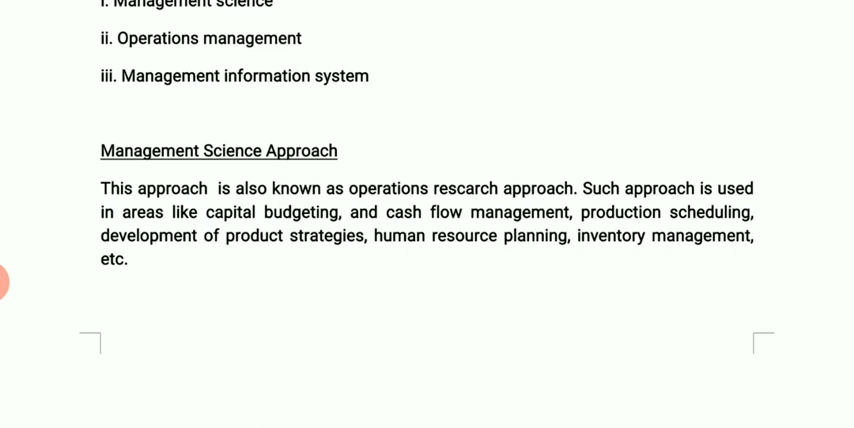 i. Management science
ii. Operations management
iii. Management information system
Management Science Approach
This approach  is also known as operations rescarch approach. Such approach is used
in areas like capital budgeting, and cash flow management, production scheduling,
development of product strategies, human resource planning, inventory management,
etc.